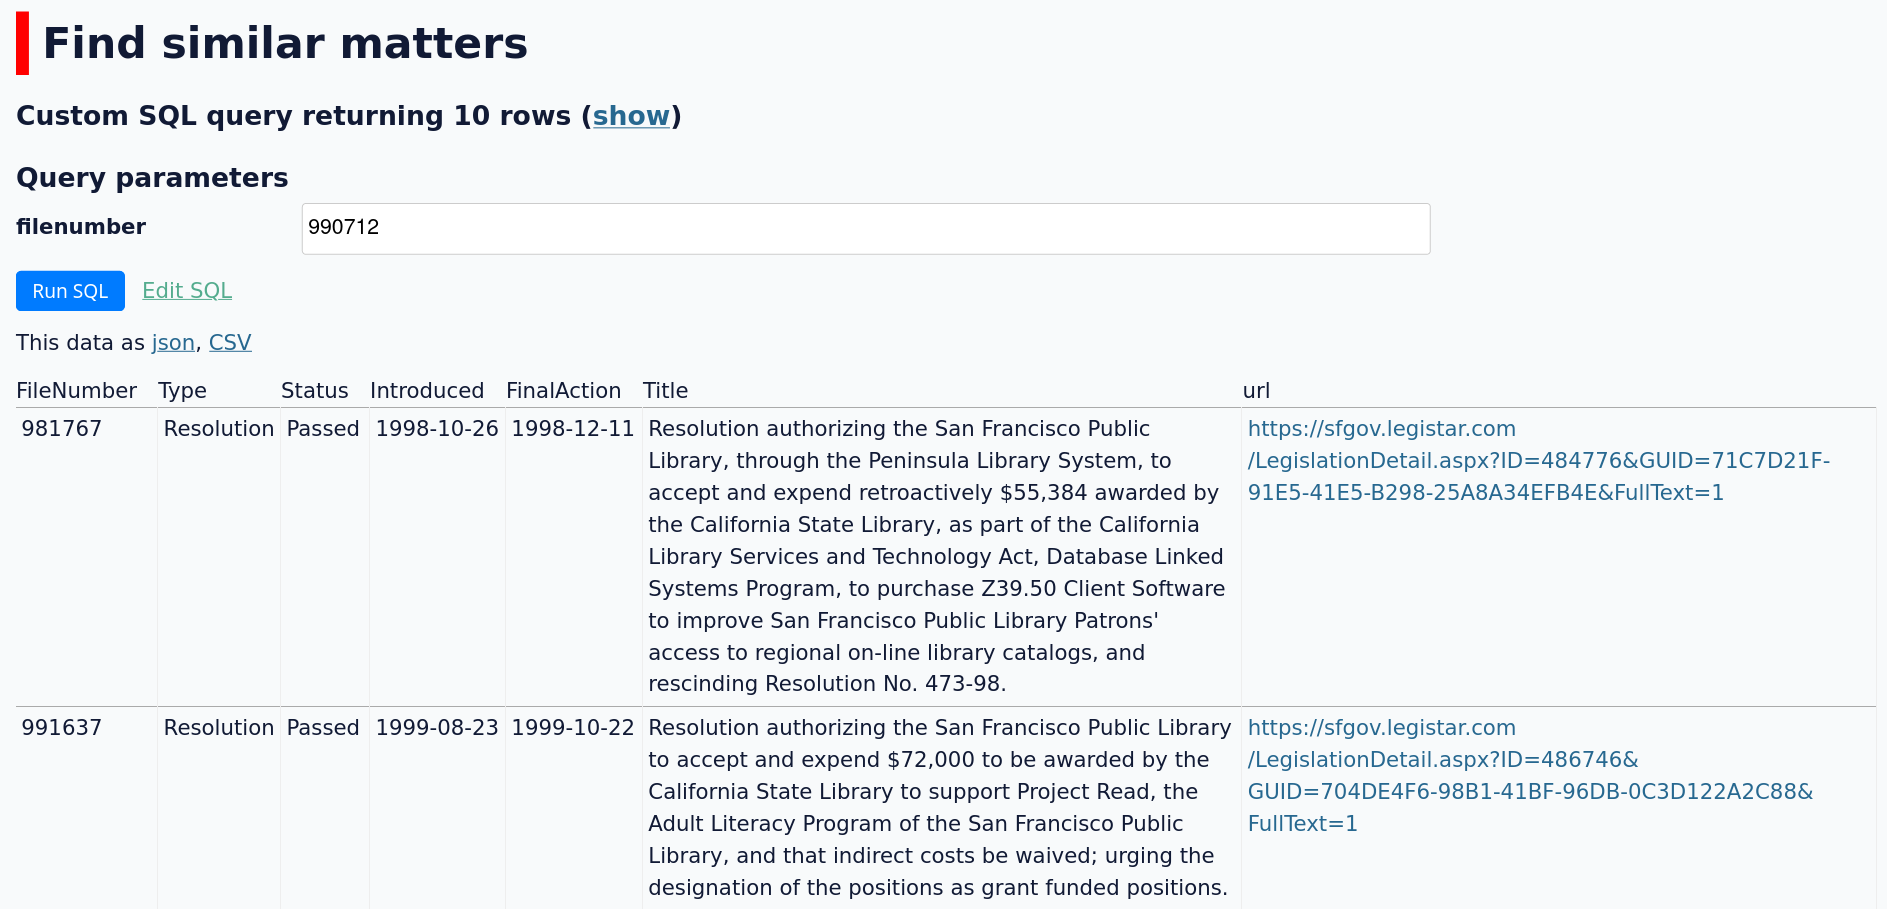 Find similar matters
Custom SQL query returning 10 rows (show)
Query parameters
filenumber
990712
Run SQL
Edit SQL
This data as json, CSV
FileNumber Type Status Introduced FinalAction Title url
981767 Resolution Passed 1998-10-26 1998-12-11
Resolution authorizing the San Francisco Public
Library, through the Peninsula Library System, to
accept and expend retroactively $55,384 awarded by
the California State Library, as part of the California
Library Services and Technology Act, Database Linked
Systems Program, to purchase Z39.50 Client Software
to improve San Francisco Public Library Patrons'
access to regional on-line library catalogs, and
rescinding Resolution No. 473-98.
https://sfgov.legistar.com
/LegislationDetail.aspx?ID=484776&GUID=71C7D21F-
91E5-41E5-B298-25A8A34EFB4E&FullText=1
991637 Resolution Passed 1999-08-23 1999-10-22
Resolution authorizing the San Francisco Public Library
to accept and expend $72,000 to be awarded by the
California State Library to support Project Read, the
Adult Literacy Program of the San Francisco Public
Library, and that indirect costs be waived; urging the
designation of the positions as grant funded positions.
https://sfgov.legistar.com
/LegislationDetail.aspx?ID=486746&
GUID=704DE4F6-98B1-41BF-96DB-0C3D122A2C88&
FullText=1